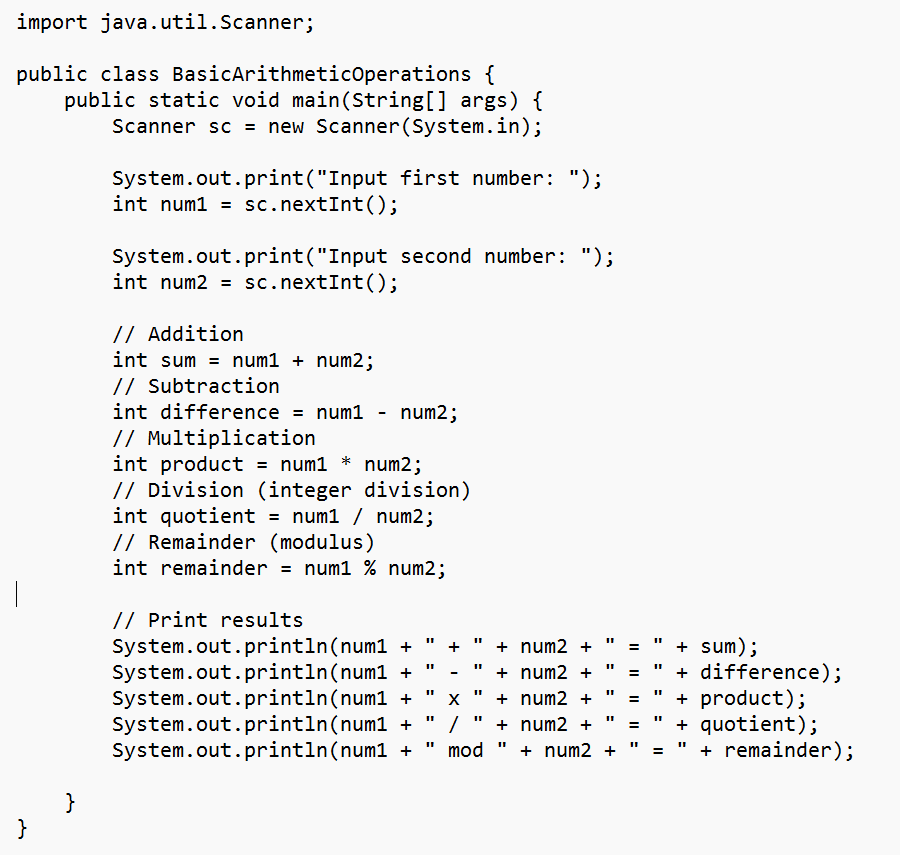 import java.util.Scanner;

public class BasicArithmeticOperations {
    public static void main(String[] args) {
        Scanner sc = new Scanner(System.in);

        System.out.print("Input first number: ");
        int num1 = sc.nextInt();

        System.out.print("Input second number: ");
        int num2 = sc.nextInt();

        // Addition
        int sum = num1 + num2;
        // Subtraction
        int difference = num1 - num2;
        // Multiplication
        int product = num1 * num2;
        // Division (integer division)
        int quotient = num1 / num2;
        // Remainder (modulus)
        int remainder = num1 % num2;

        // Print results
        System.out.println(num1 + " + " + num2 + " = " + sum);
        System.out.println(num1 + " - " + num2 + " = " + difference);
        System.out.println(num1 + " x " + num2 + " = " + product);
        System.out.println(num1 + " / " + num2 + " = " + quotient);
        System.out.println(num1 + " mod " + num2 + " = " + remainder);

    }
}